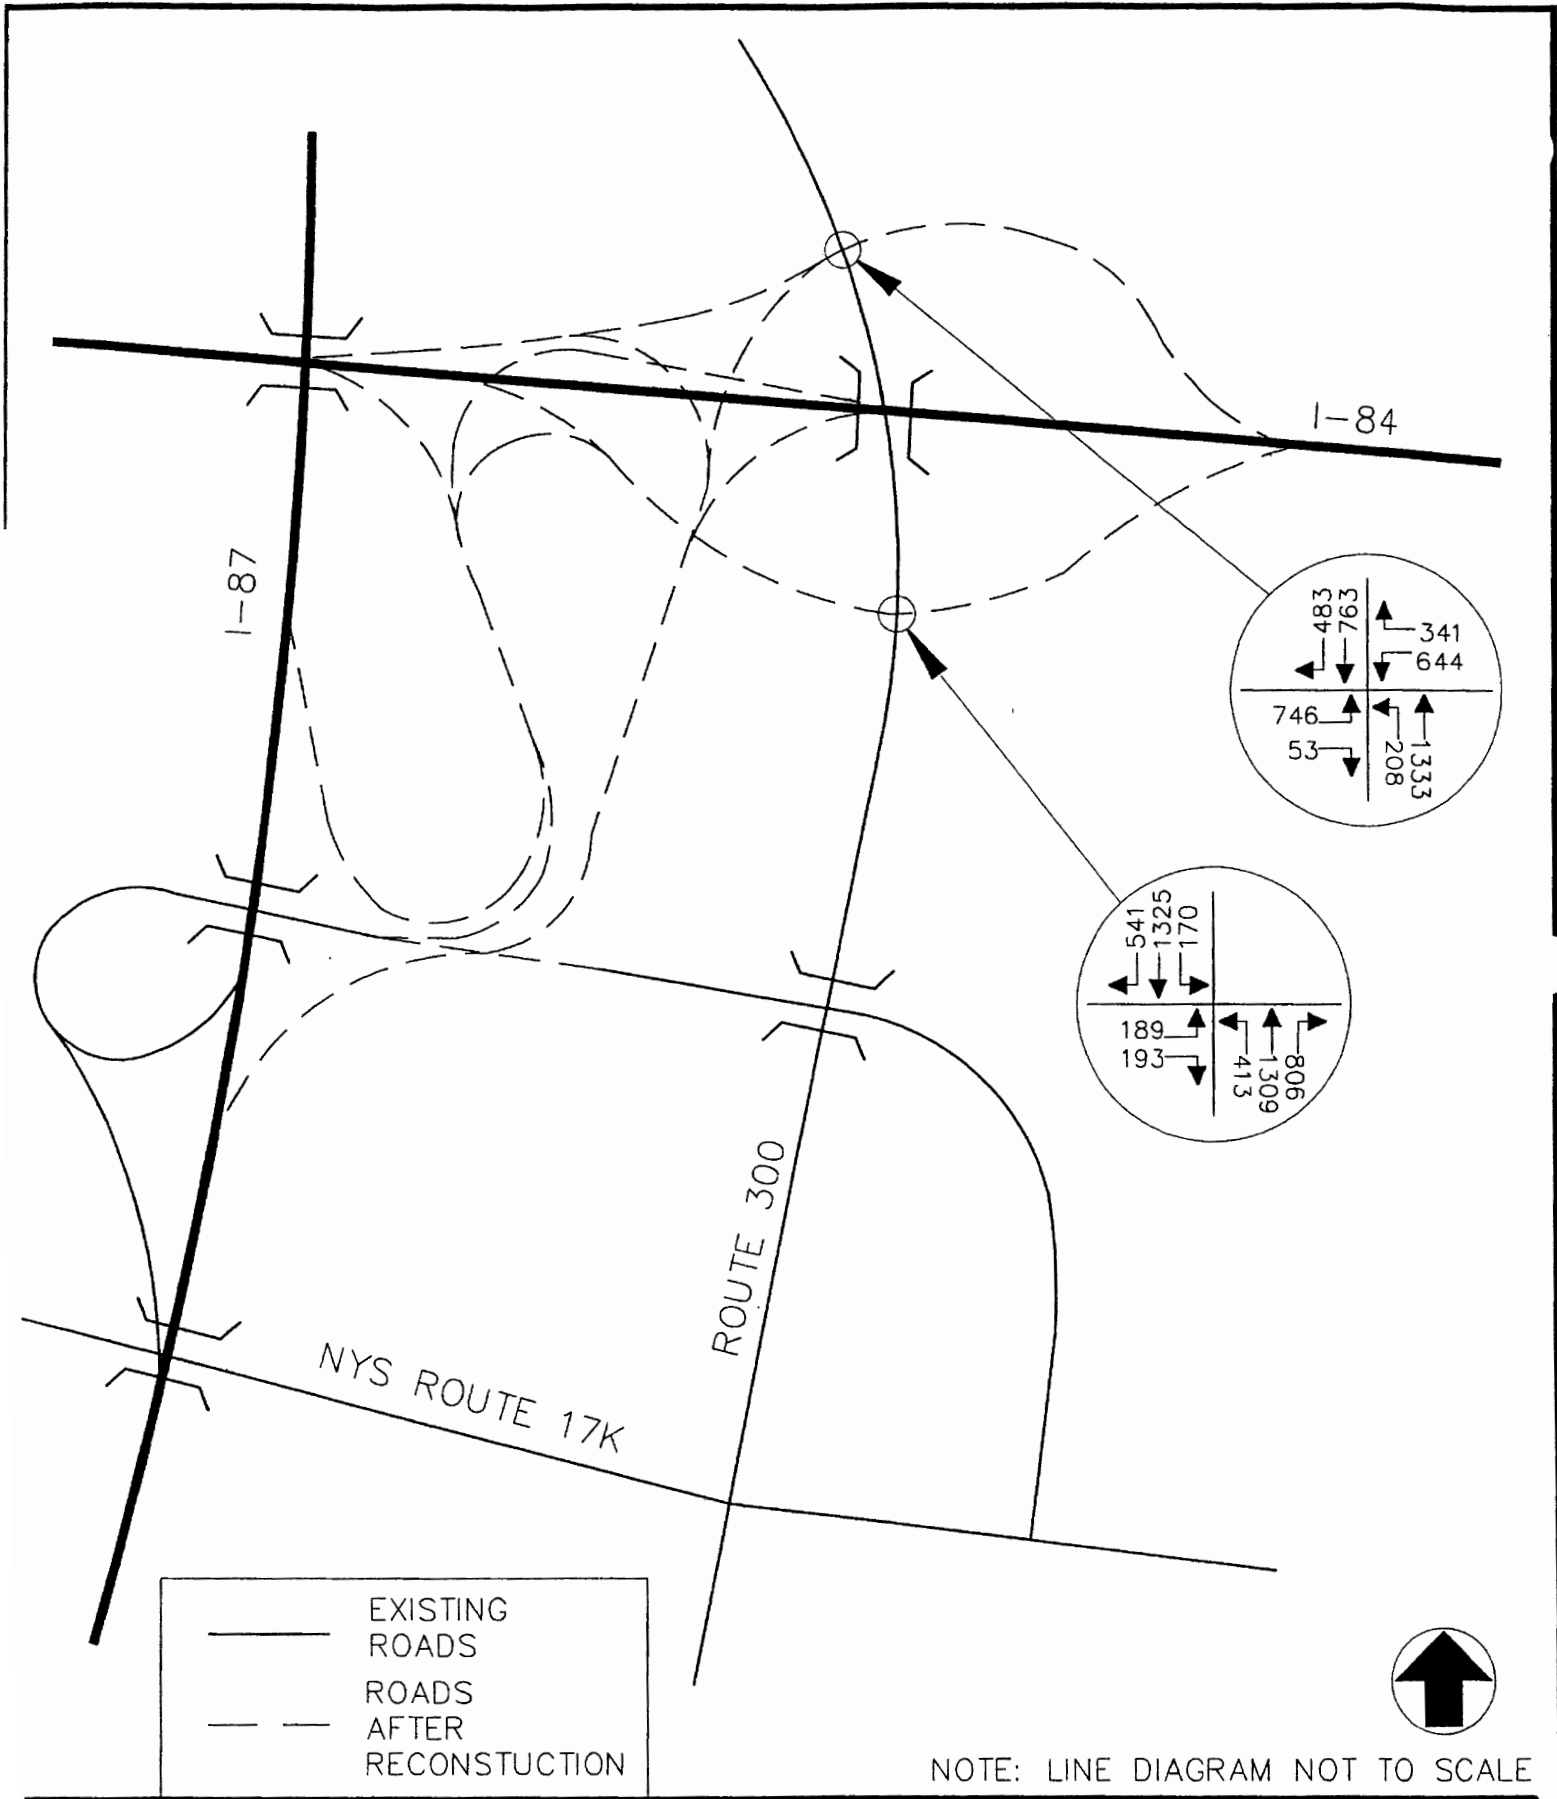 I-84
I-87
483
763
341
644
746
53
208
1333
541
1325
170
189
193
413
1309
806
ROUTE 300
NYS ROUTE 17K
EXISTING
ROADS
ROADS
AFTER
RECONSTUCTION
NOTE: LINE DIAGRAM NOT TO SCALE